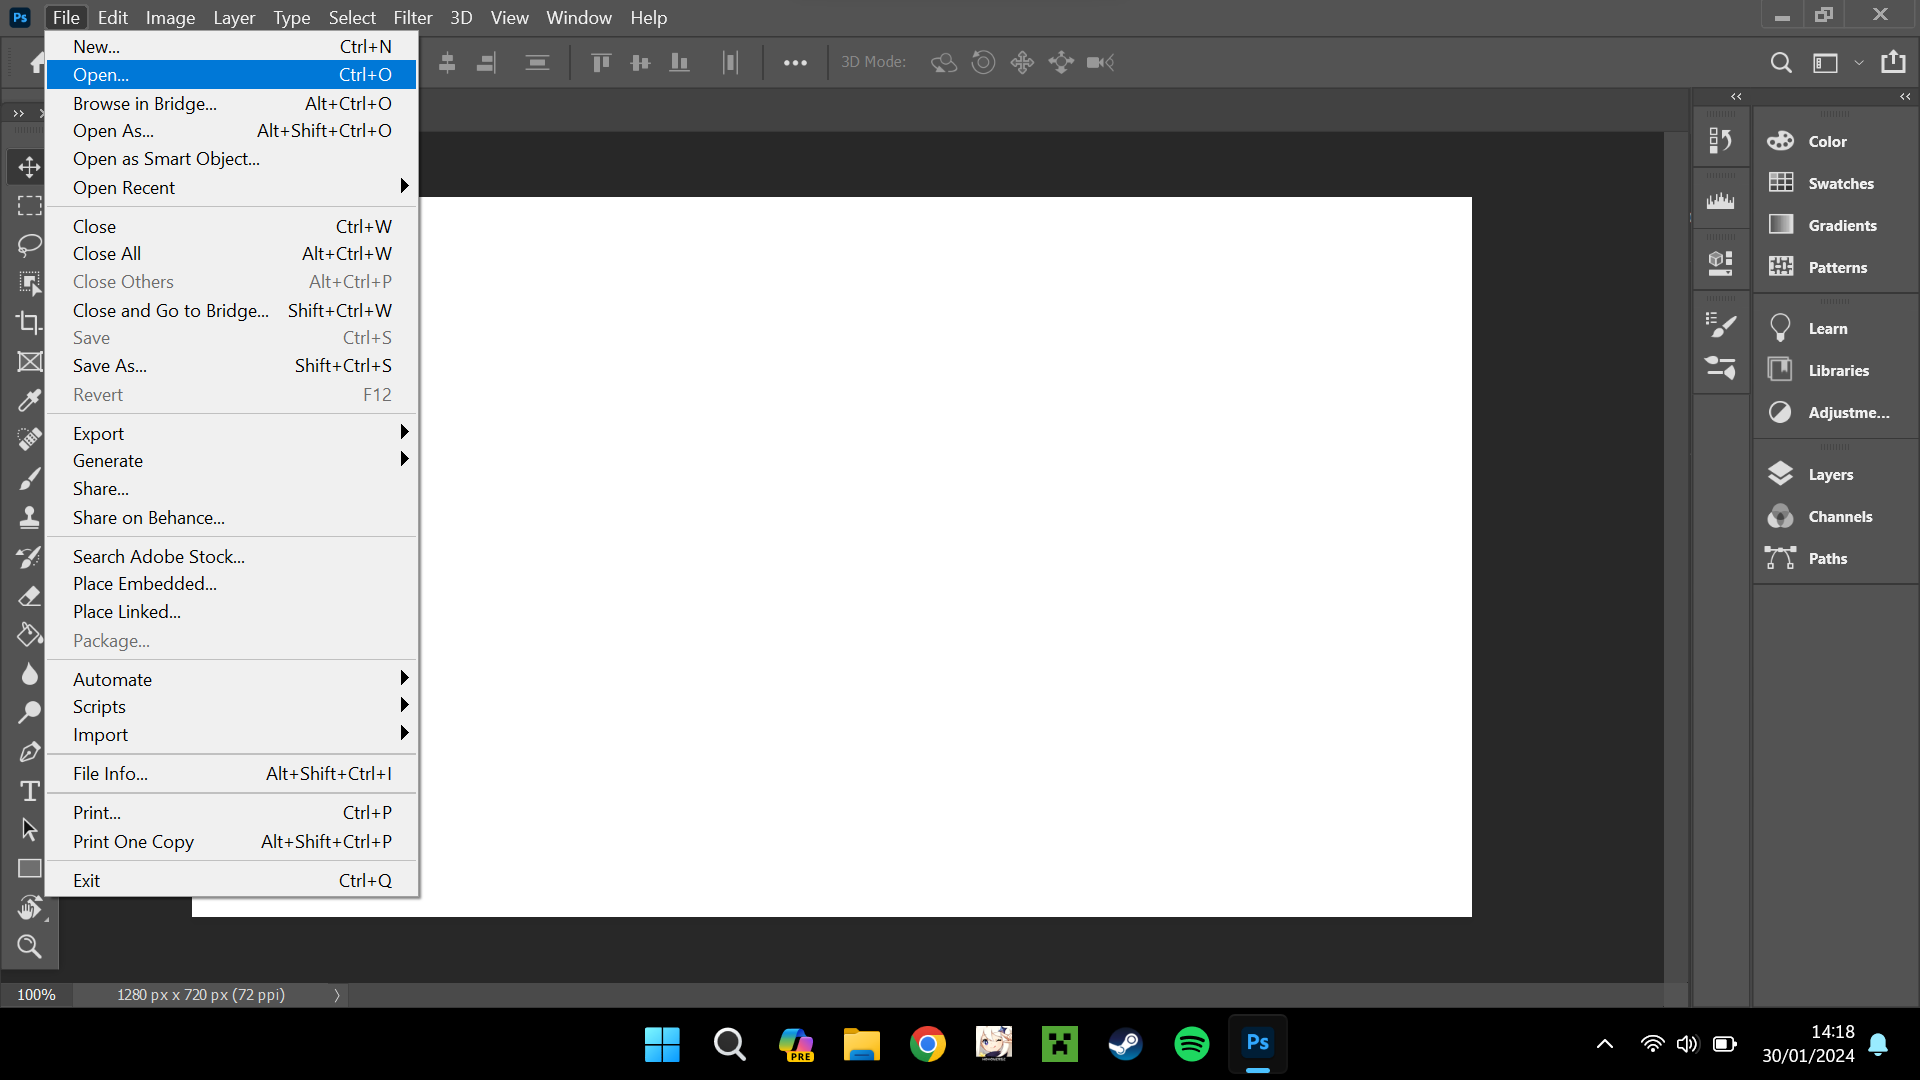 Ps File Edit Image Layer Type Select Filter 3D View Window Help
3D Mode:
New... Ctrl+N
Open... Ctrl+O
Browse in Bridge... Alt+Ctrl+O
Open As... Alt+Shift+Ctrl+O
Open as Smart Object...
Open Recent
Close Ctrl+W
Close All Alt+Ctrl+W
Close Others Alt+Ctrl+P
Close and Go to Bridge... Shift+Ctrl+W
Save Ctrl+S
Save As... Shift+Ctrl+S
Revert F12
Export
Generate
Share...
Share on Behance...
Search Adobe Stock...
Place Embedded...
Place Linked...
Package...
Automate
Scripts
Import
File Info... Alt+Shift+Ctrl+I
Print... Ctrl+P
Print One Copy Alt+Shift+Ctrl+P
Exit Ctrl+Q
Color
Swatches
Gradients
Patterns
Learn
Libraries
Adjustme...
Layers
Channels
Paths
100% 1280 px x 720 px (72 ppi)
PRE
Ps
14:18
30/01/2024